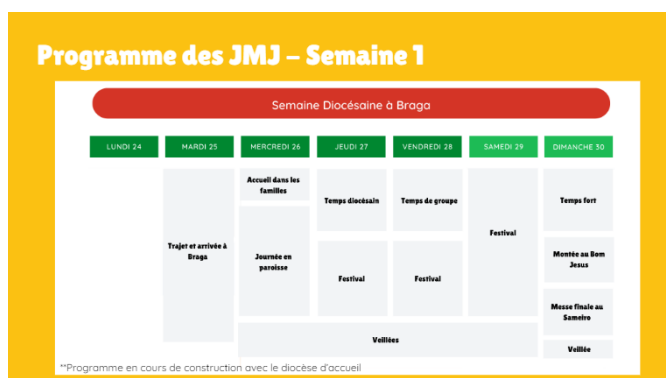 Programme des JMJ – Semaine 1
Semaine Diocésaine à Braga
LUNDI 24
MARDI 25
MERCREDI 26
JEUDI 27
VENDREDI 28
SAMEDI 29
DIMANCHE 30
Trajet et arrivée à
Braga
Accueil dans les
familles
Journée en
paroisse
Temps diocésain
Festival
Temps de groupe
Festival
Festival
Temps fort
Montée au Bom
Jesus
Messe finale au
Sameiro
Veillées
Veillée
**Programme en cours de construction avec le diocèse d'accueil